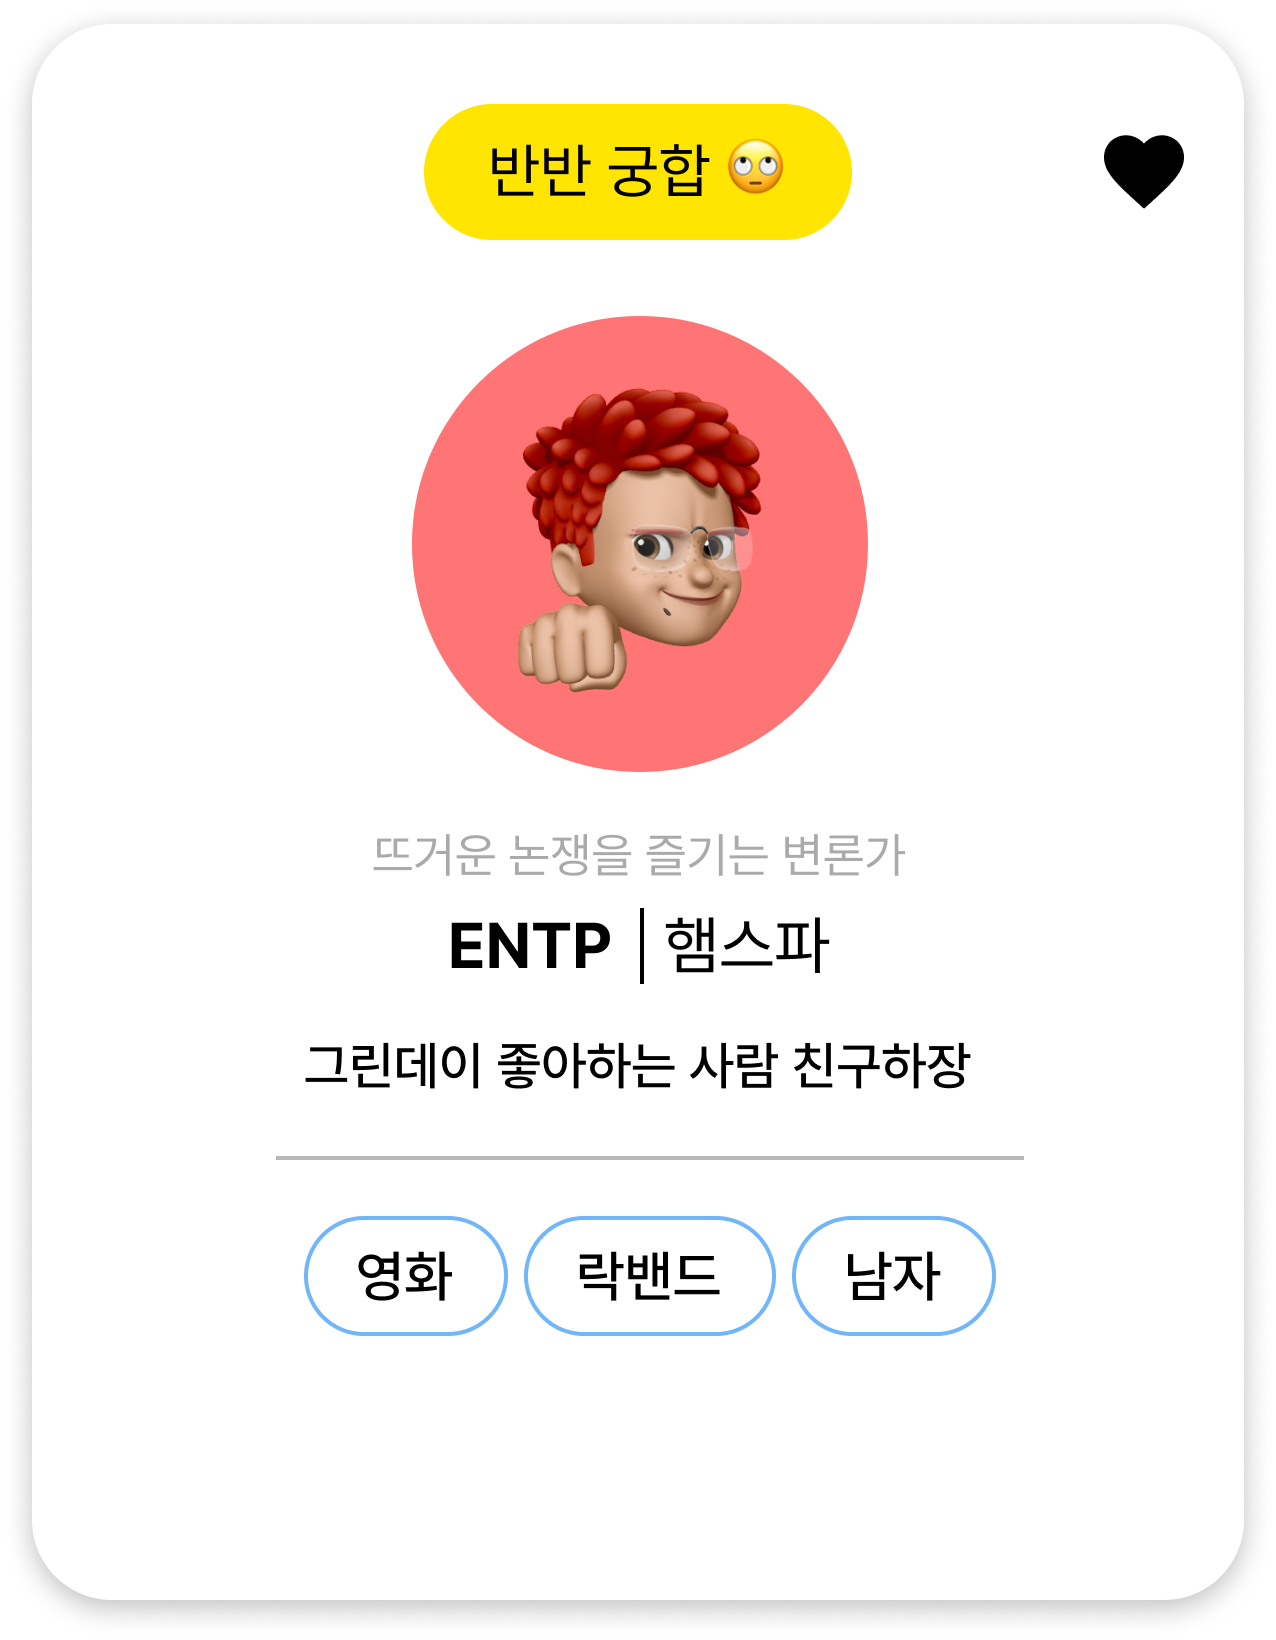 반반 궁합 🙄
뜨거운 논쟁을 즐기는 변론가
ENTP | 햄스파
그린데이 좋아하는 사람 친구하장
영화 락밴드 남자